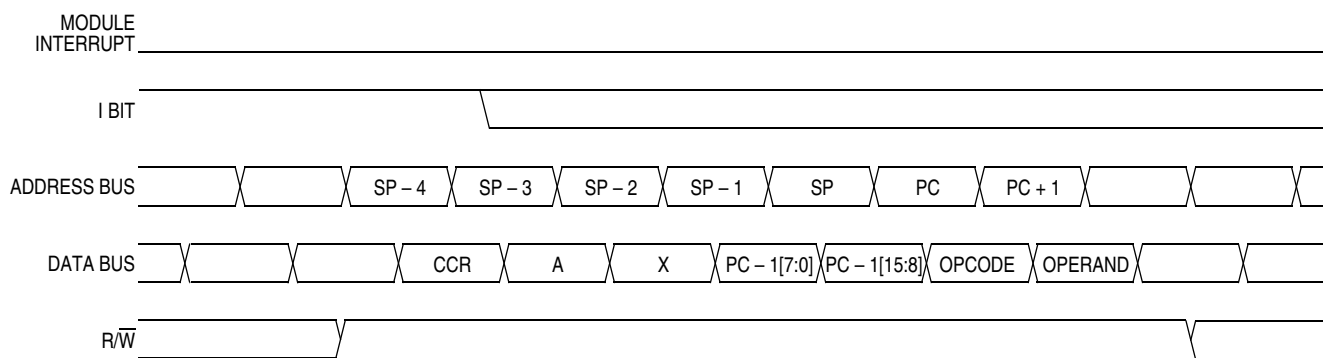 MODULE
INTERRUPT
I BIT
ADDRESS BUS SP – 4 SP – 3 SP – 2 SP – 1 SP PC PC + 1
DATA BUS CCR A X PC – 1[7:0] PC – 1[15:8] OPCODE OPERAND
R/W̅